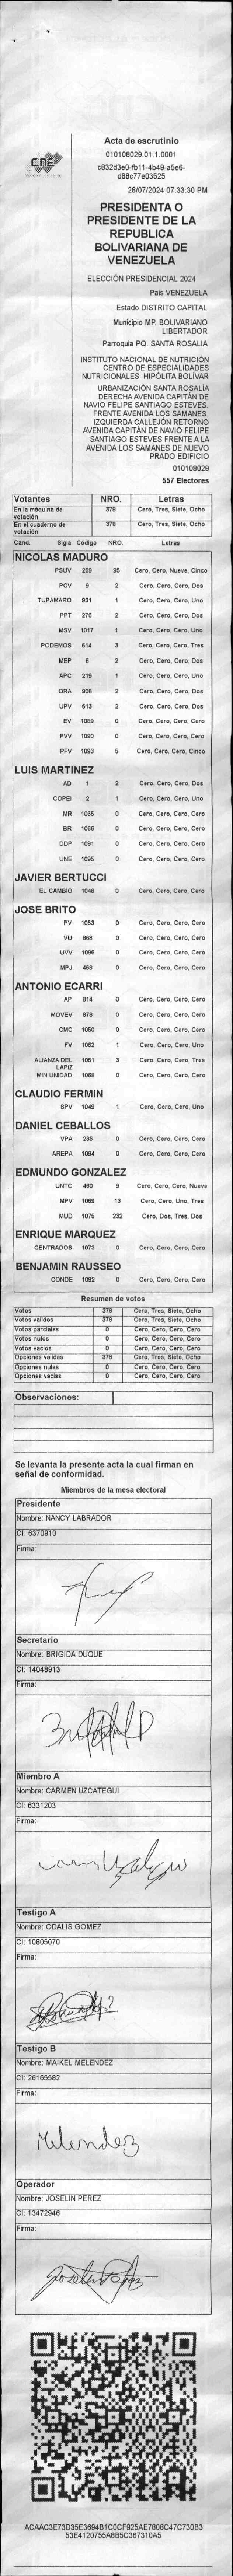 CNE
Acta de escrutinio
010108029.01.1.0001
c832d3e0-fb11-4b49-a5e6-
d88c77e03525
28/07/2024 07:33:30 PM
PRESIDENTA O
PRESIDENTE DE LA
REPUBLICA
BOLIVARIANA DE
VENEZUELA
ELECCIÓN PRESIDENCIAL 2024
Pais VENEZUELA
Estado DISTRITO CAPITAL
Municipio MP. BOLIVARIANO
LIBERTADOR
Parroquia PQ. SANTA ROSALIA
INSTITUTO NACIONAL DE NUTRICIÓN
CENTRO DE ESPECIALIDADES
NUTRICIONALES HIPÓLITA BOLIVAR
URBANIZACIÓN SANTA ROSALÍA
DERECHA AVENIDA CAPITÁN DE
NAVIO FELIPE SANTIAGO ESTEVES.
FRENTE AVENIDA LOS SAMANES.
IZQUIERDA CALLEJÓN RETORNO
AVENIDA CAPITÁN DE NAVIO FELIPE
SANTIAGO ESTEVES FRENTE A LA
AVENIDA LOS SAMANES DE NUEVO
PRADO EDIFICIO
010108029
557 Electores
Votantes NRO. Letras
En la máquina de votación 378 Cero, Tres, Siete, Ocho
En el cuaderno de votación 378 Cero, Tres, Siete, Ocho
Cand. Sigla Código NRO. Letras
NICOLAS MADURO
PSUV 269 95 Cero, Cero, Nueve, Cinco
PCV 9 2 Cero, Cero, Cero, Dos
TUPAMARO 931 1 Cero, Cero, Cero, Uno
PPT 276 2 Cero, Cero, Cero, Dos
MSV 1017 1 Cero, Cero, Cero, Uno
PODEMOS 514 3 Cero, Cero, Cero, Tres
MEP 6 2 Cero, Cero, Cero, Dos
APC 219 1 Cero, Cero, Cero, Uno
ORA 906 2 Cero, Cero, Cero, Dos
UPV 513 2 Cero, Cero, Cero, Dos
EV 1089 0 Cero, Cero, Cero, Cero
PVV 1090 0 Cero, Cero, Cero, Cero
PFV 1093 5 Cero, Cero, Cero, Cinco
LUIS MARTINEZ
AD 1 2 Cero, Cero, Cero, Dos
COPEI 2 1 Cero, Cero, Cero, Uno
MR 1065 0 Cero, Cero, Cero, Cero
BR 1066 0 Cero, Cero, Cero, Cero
DDP 1091 0 Cero, Cero, Cero, Cero
UNE 1095 0 Cero, Cero, Cero, Cero
JAVIER BERTUCCI
EL CAMBIO 1048 0 Cero, Cero, Cero, Cero
JOSE BRITO
PV 1053 0 Cero, Cero, Cero, Cero
VU 868 0 Cero, Cero, Cero, Cero
UVV 1096 0 Cero, Cero, Cero, Cero
MPJ 458 0 Cero, Cero, Cero, Cero
ANTONIO ECARRI
AP 814 0 Cero, Cero, Cero, Cero
MOVEV 878 0 Cero, Cero, Cero, Cero
CMC 1050 0 Cero, Cero, Cero, Cero
FV 1062 1 Cero, Cero, Cero, Uno
ALIANZA DEL LAPIZ 1051 3 Cero, Cero, Cero, Tres
MIN UNIDAD 1068 0 Cero, Cero, Cero, Cero
CLAUDIO FERMIN
SPV 1049 1 Cero, Cero, Cero, Uno
DANIEL CEBALLOS
VPA 236 0 Cero, Cero, Cero, Cero
AREPA 1094 0 Cero, Cero, Cero, Cero
EDMUNDO GONZALEZ
UNTC 460 9 Cero, Cero, Cero, Nueve
MPV 1069 13 Cero, Cero, Uno, Tres
MUD 1075 232 Cero, Dos, Tres, Dos
ENRIQUE MARQUEZ
CENTRADOS 1073 0 Cero, Cero, Cero, Cero
BENJAMIN RAUSSEO
CONDE 1092 0 Cero, Cero, Cero, Cero
Resumen de votos
Votos 378 Cero, Tres, Siete, Ocho
Votos válidos 378 Cero, Tres, Siete, Ocho
Votos parciales 0 Cero, Cero, Cero, Cero
Votos nulos 0 Cero, Cero, Cero, Cero
Votos vacíos 0 Cero, Cero, Cero, Cero
Opciones válidas 378 Cero, Tres, Siete, Ocho
Opciones nulas 0 Cero, Cero, Cero, Cero
Opciones vacías 0 Cero, Cero, Cero, Cero
Observaciones:
Se levanta la presente acta la cual firman en
señal de conformidad.
Miembros de la mesa electoral
Presidente
Nombre: NANCY LABRADOR
CI: 6370910
Firma:
Secretario
Nombre: BRIGIDA DUQUE
CI: 14048913
Firma:
Miembro A
Nombre: CARMEN UZCATEGUI
CI: 6331203
Firma:
Testigo A
Nombre: ODALIS GOMEZ
CI: 10805070
Firma:
Testigo B
Nombre: MAIKEL MELENDEZ
CI: 26165582
Firma:
Melendez
Operador
Nombre: JOSELIN PEREZ
CI: 13472946
Firma:
ACAAC3E73D35E3694B1C0CF925AE7808C47C730B3
53E4120755A8B5C367310A5